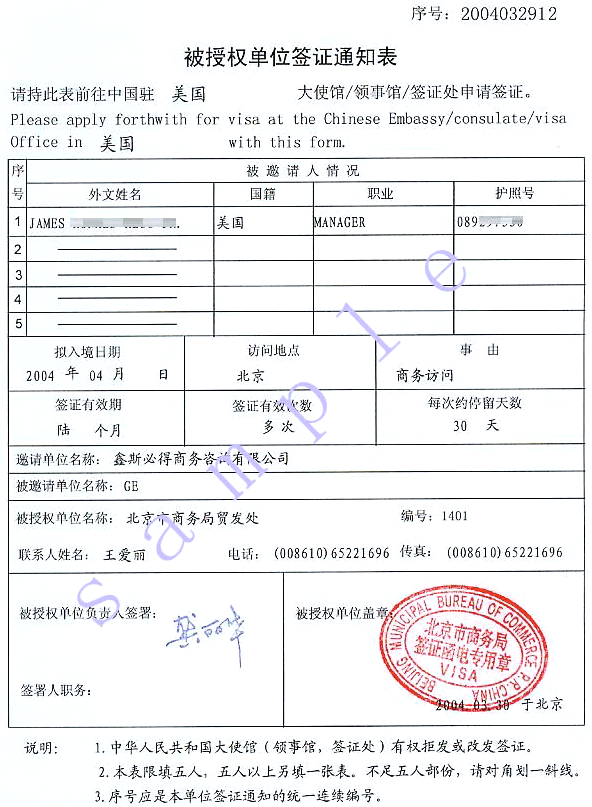 序号：2004032912
被授权单位签证通知表
请持此表前往中国驻 美国 大使馆/领事馆/签证处申请签证。
Please apply forthwith for visa at the Chinese Embassy/consulate/visa
Office in 美国 with this form.
序号 被邀请人情况
外文姓名 国籍 职业 护照号
1 JAMES 美国 MANAGER
2
3
4
5
拟入境日期 访问地点 事由
2004 年 04 月 日 北京 商务访问
签证有效期 签证有效次数 每次约停留天数
陆 个月 多次 30 天
邀请单位名称：鑫斯必得商务咨询有限公司
被邀请单位名称：GE
被授权单位名称：北京市商务局贸发处 编号：1401
联系人姓名：王爱丽 电话：(008610)65221696 传真：(008610)65221696
被授权单位负责人签署： 被授权单位盖章：
BEIJING MUNICIPAL BUREAU OF COMMERCE P.R.CHINA
北京市商务局
签证函电专用章
VISA
签署人职务： 2004.03.30 于北京
说明： 1.中华人民共和国大使馆（领事馆，签证处）有权拒发或改发签证。
2.本表限填五人，五人以上另填一张表。不足五人部份，请对角划一斜线。
3.序号应是本单位签证通知的统一连续编号。
sample